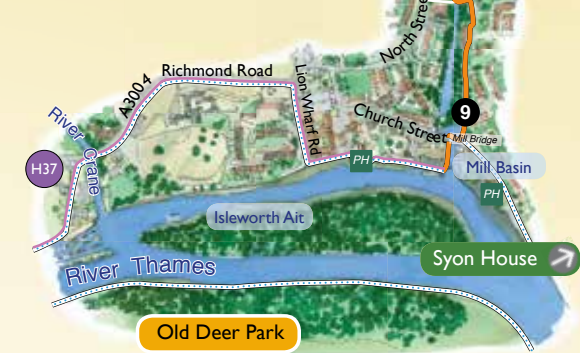 North Stree
Richmond Road
A3004
Lion Wharf Rd
9
Church Street
Mill Bridge
River Crane
H37
PH
Mill Basin
PH
Isleworth Ait
Syon House
River Thames
Old Deer Park